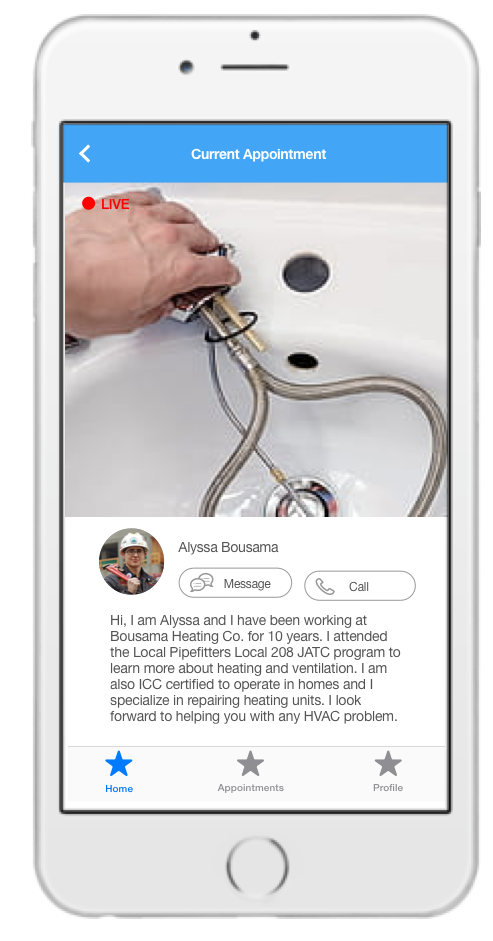 Current Appointment
LIVE
Alyssa Bousama
Message
Call
Hi, I am Alyssa and I have been working at
Bousama Heating Co. for 10 years. I attended
the Local Pipefitters Local 208 JATC program to
learn more about heating and ventilation. I am
also ICC certified to operate in homes and I
specialize in repairing heating units. I look
forward to helping you with any HVAC problem.
Home
Appointments
Profile